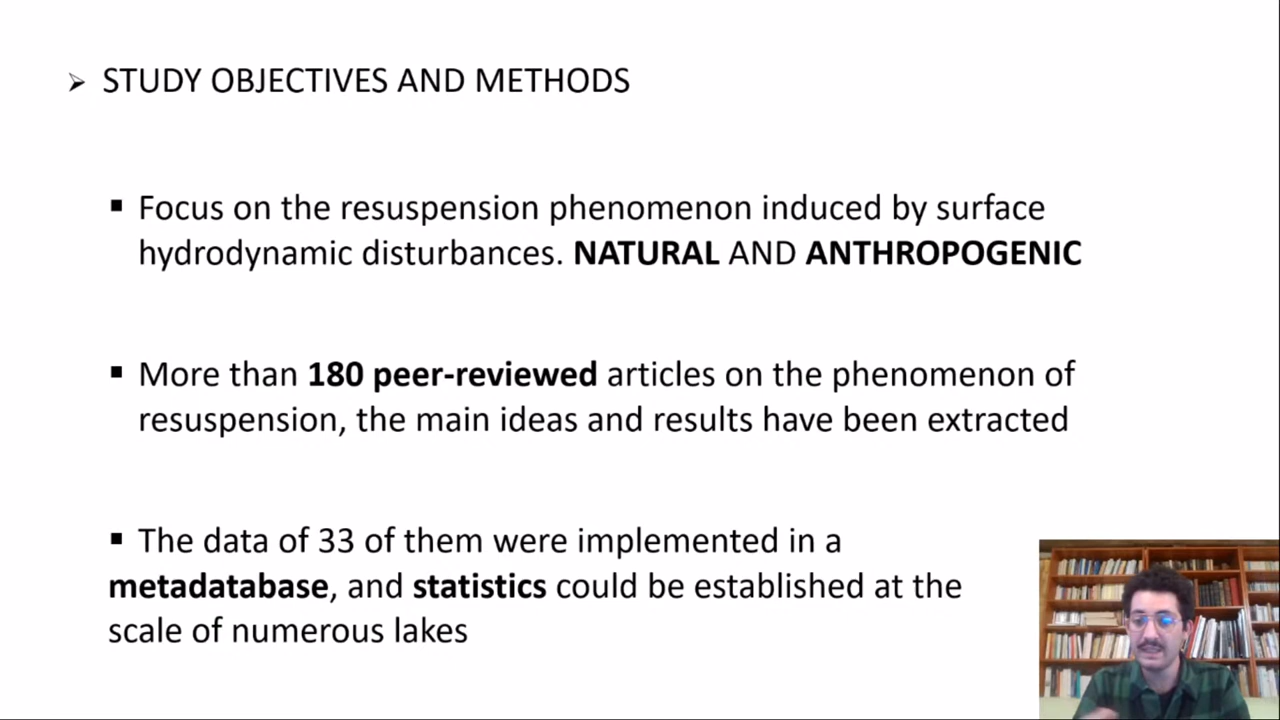 ➢ STUDY OBJECTIVES AND METHODS
▪ Focus on the resuspension phenomenon induced by surface
hydrodynamic disturbances. NATURAL AND ANTHROPOGENIC
▪ More than 180 peer-reviewed articles on the phenomenon of
resuspension, the main ideas and results have been extracted
▪ The data of 33 of them were implemented in a
metadatabase, and statistics could be established at the
scale of numerous lakes